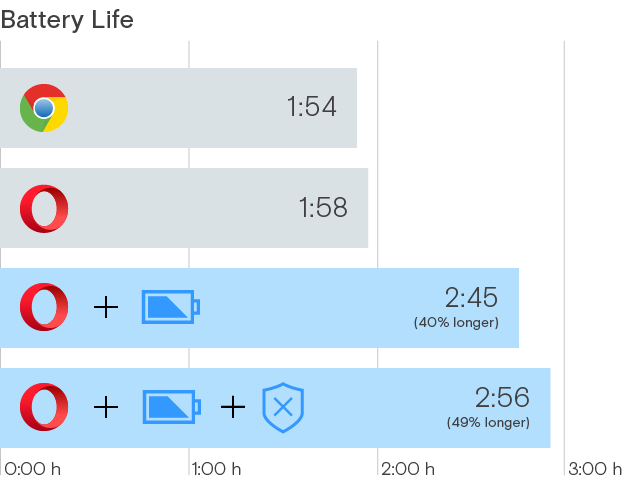 Battery Life
1:54
1:58
2:45
(40% longer)
2:56
(49% longer)
0:00 h 1:00 h 2:00 h 3:00 h